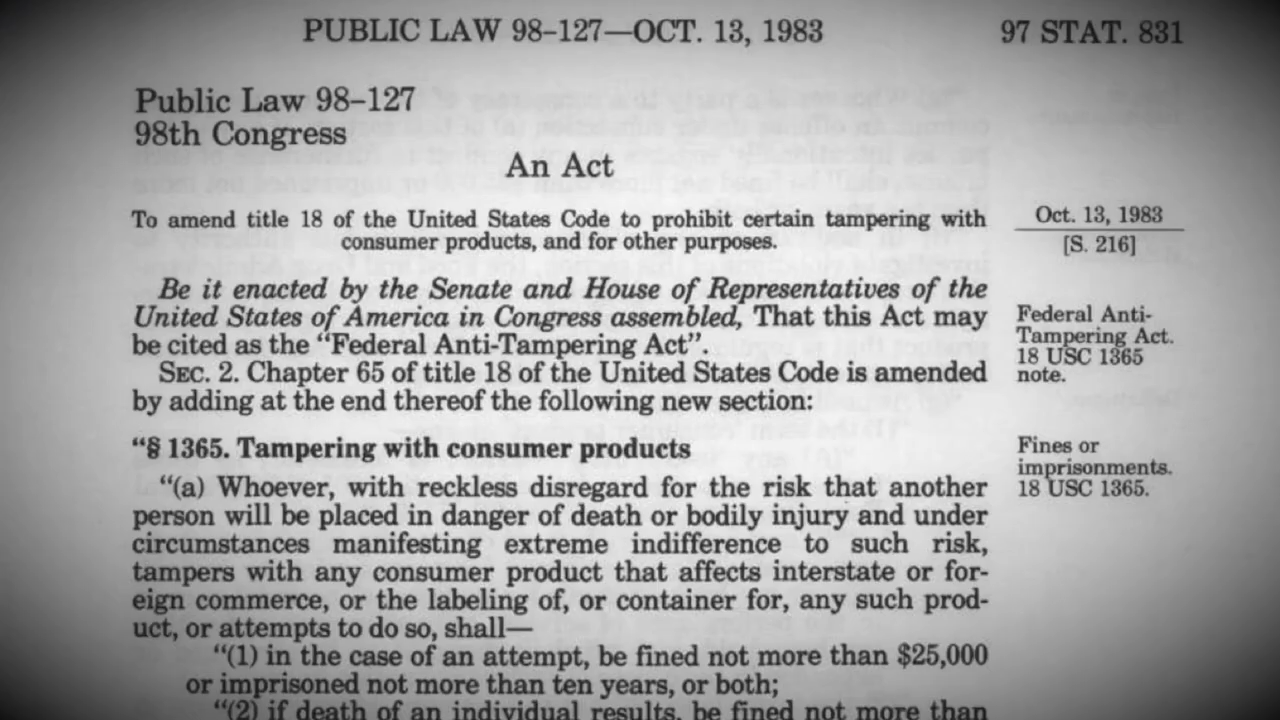 PUBLIC LAW 98–127—OCT. 13, 1983 97 STAT. 831
Public Law 98–127
98th Congress
An Act
To amend title 18 of the United States Code to prohibit certain tampering with
consumer products, and for other purposes.
Oct. 13, 1983
[S. 216]
Be it enacted by the Senate and House of Representatives of the
United States of America in Congress assembled, That this Act may
be cited as the “Federal Anti-Tampering Act”.
Federal Anti-
Tampering Act.
18 USC 1365
note.
SEC. 2. Chapter 65 of title 18 of the United States Code is amended
by adding at the end thereof the following new section:
“§ 1365. Tampering with consumer products
Fines or
imprisonments.
18 USC 1365.
“(a) Whoever, with reckless disregard for the risk that another
person will be placed in danger of death or bodily injury and under
circumstances manifesting extreme indifference to such risk,
tampers with any consumer product that affects interstate or for-
eign commerce, or the labeling of, or container for, any such prod-
uct, or attempts to do so, shall—
“(1) in the case of an attempt, be fined not more than $25,000
or imprisoned not more than ten years, or both;
“(2) if death of an individual results, be fined not more than